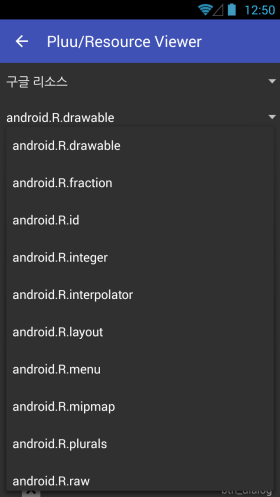 12:50
Pluu/Resource Viewer
구글 리소스
android.R.drawable
android.R.drawable
android.R.fraction
android.R.id
android.R.integer
android.R.interpolator
android.R.layout
android.R.menu
android.R.mipmap
android.R.plurals
android.R.raw